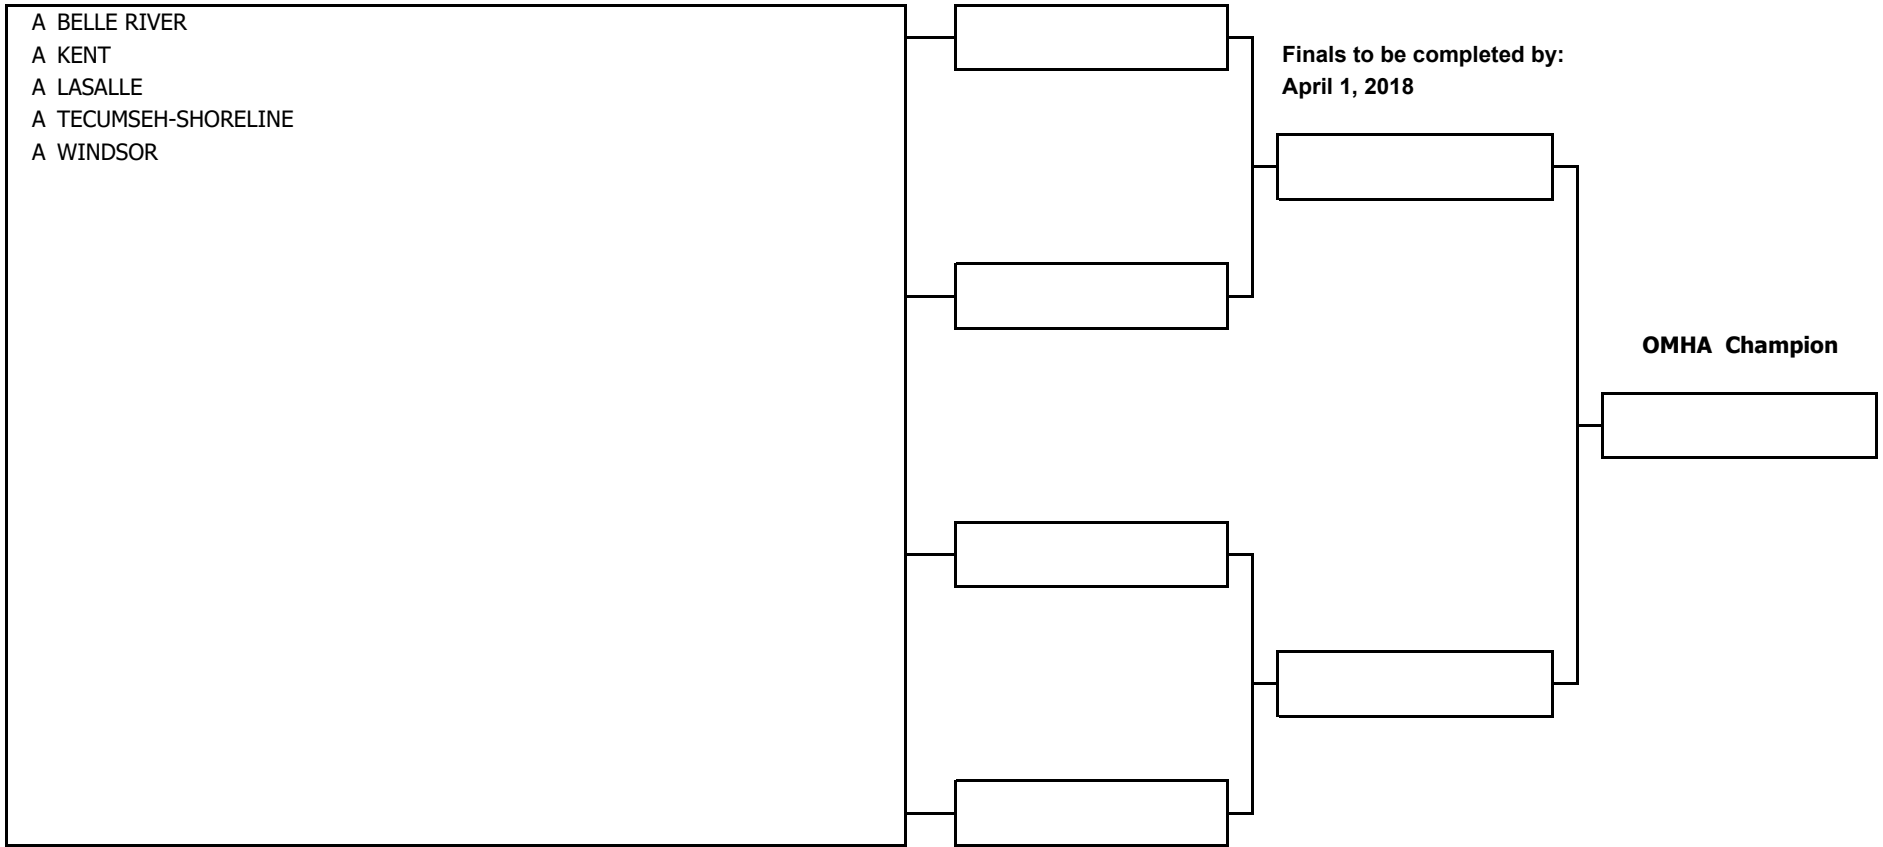 A BELLE RIVER
A KENT
A LASALLE
A TECUMSEH-SHORELINE
A WINDSOR
Finals to be completed by:
April 1, 2018
OMHA Champion